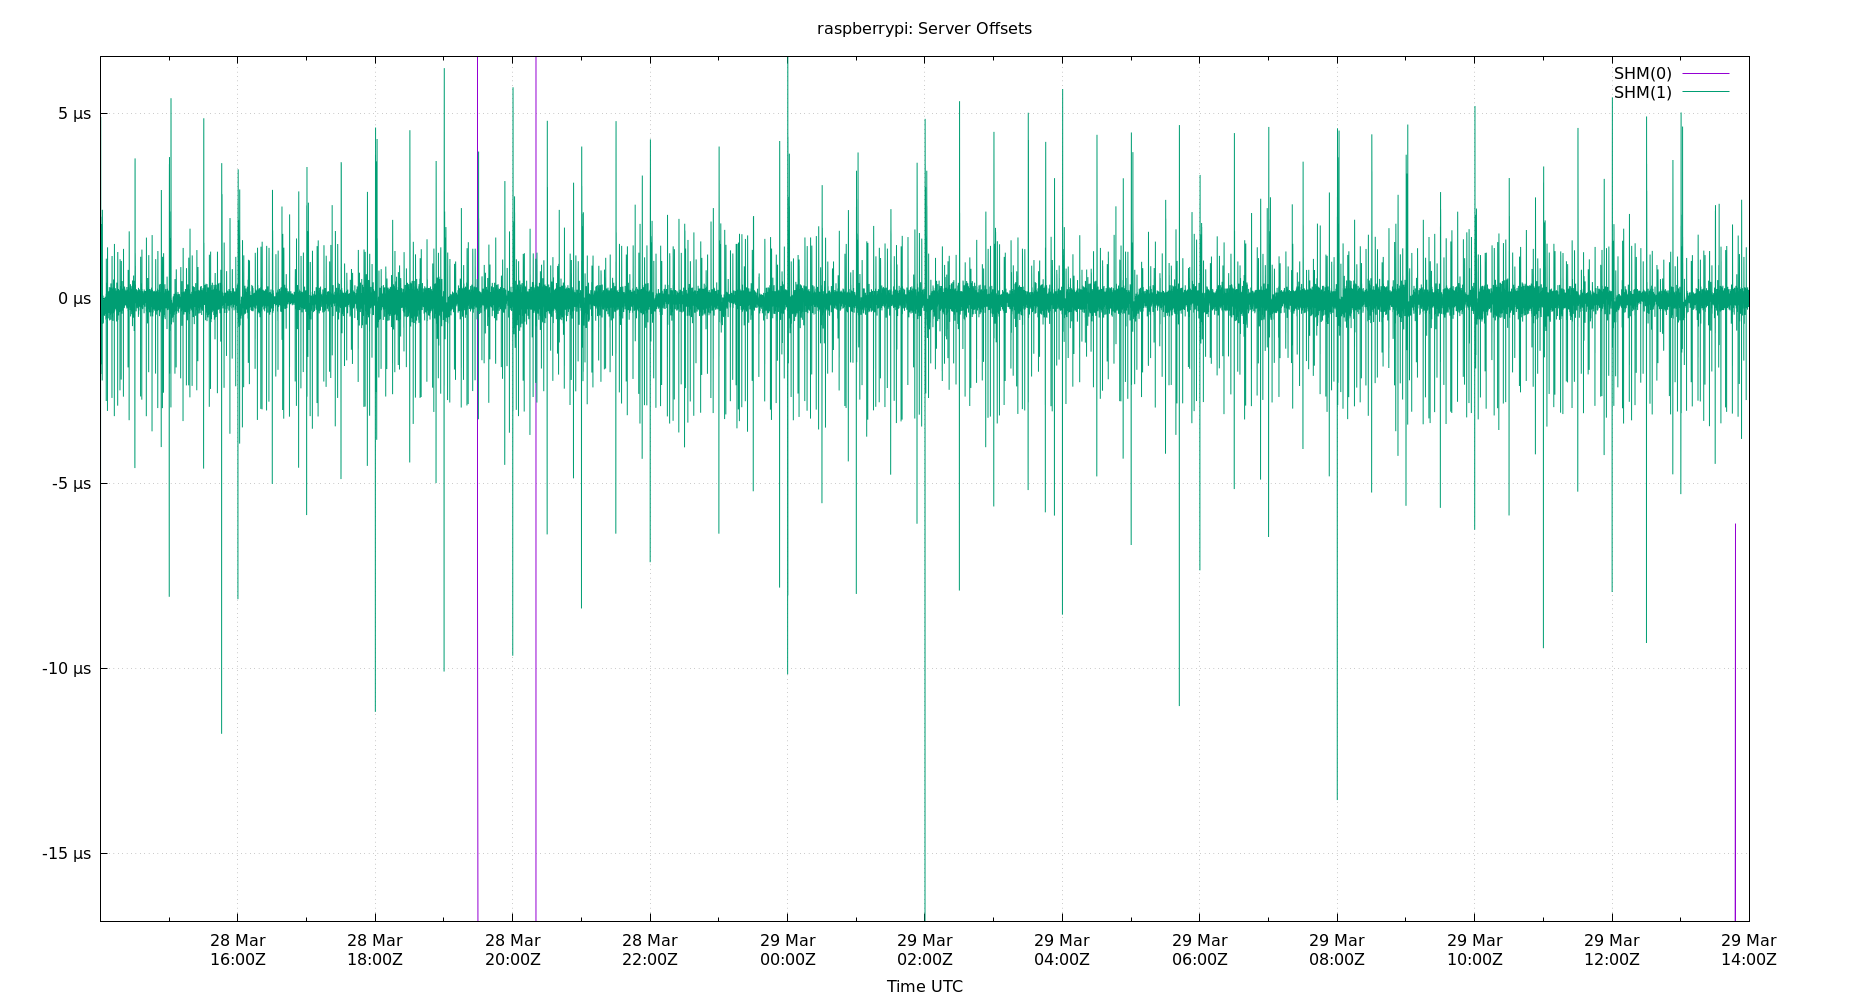 raspberrypi: Server Offsets
SHM(0)
SHM(1)
5 µs
0 µs
-5 µs
-10 µs
-15 µs
28 Mar 28 Mar 28 Mar 28 Mar 29 Mar 29 Mar 29 Mar 29 Mar 29 Mar 29 Mar 29 Mar 29 Mar
16:00Z 18:00Z 20:00Z 22:00Z 00:00Z 02:00Z 04:00Z 06:00Z 08:00Z 10:00Z 12:00Z 14:00Z
Time UTC